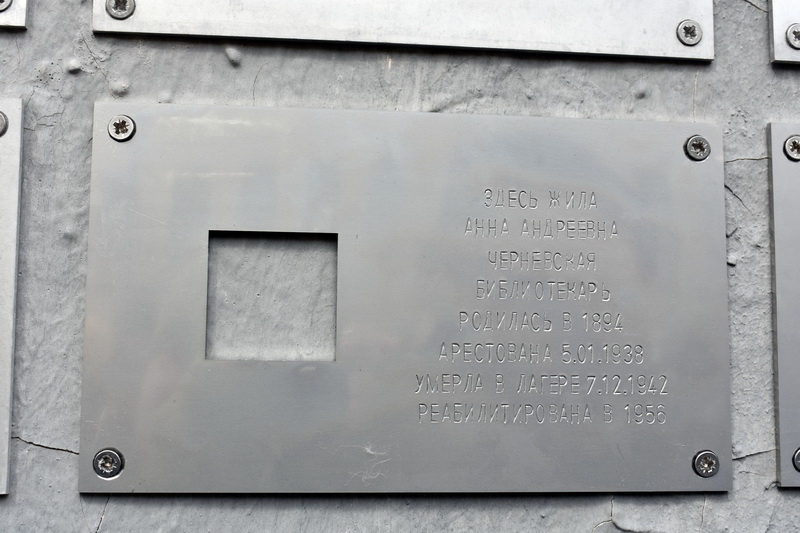 ЗДЕСЬ ЖИЛА
АННА АНДРЕЕВНА
ЧЕРНЕВСКАЯ
БИБЛИОТЕКАРЬ
РОДИЛАСЬ В 1894
АРЕСТОВАНА 5.01.1938
УМЕРЛА В ЛАГЕРЕ 7.12.1942
РЕАБИЛИТИРОВАНА В 1956